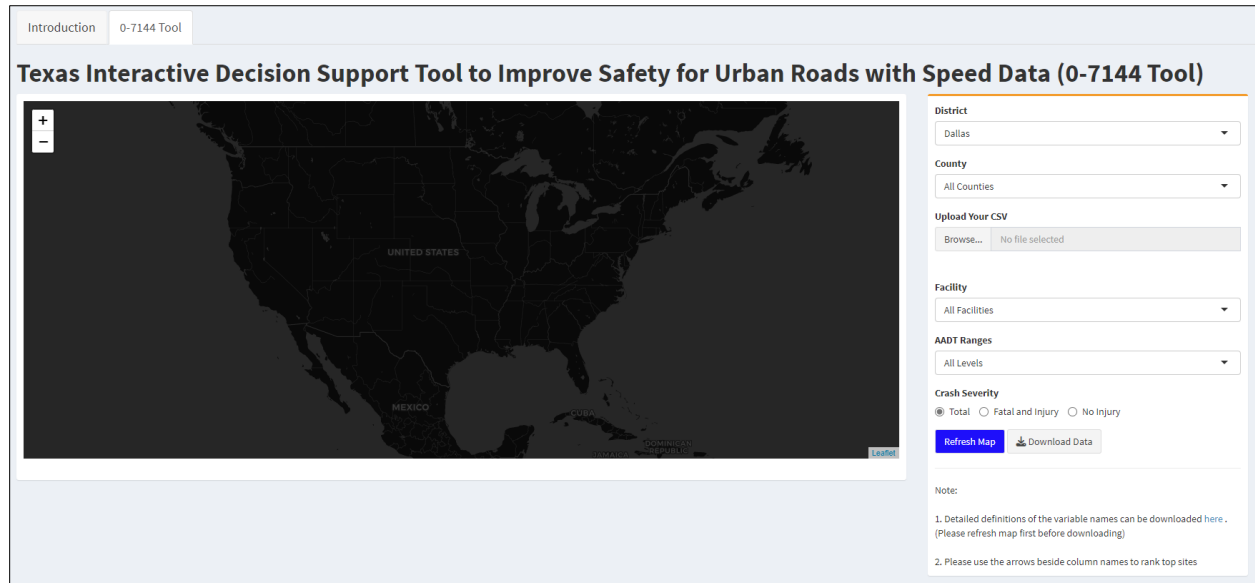 Introduction
0-7144 Tool
Texas Interactive Decision Support Tool to Improve Safety for Urban Roads with Speed Data (0-7144 Tool)
+
−
UNITED STATES
MEXICO
CUBA
DOMINICAN
REPUBLIC
JAMAICA
Leaflet
District
Dallas
County
All Counties
Upload Your CSV
Browse... No file selected
Facility
All Facilities
AADT Ranges
All Levels
Crash Severity
Total Fatal and Injury No Injury
Refresh Map Download Data
Note:
1. Detailed definitions of the variable names can be downloaded here .
(Please refresh map first before downloading)
2. Please use the arrows beside column names to rank top sites